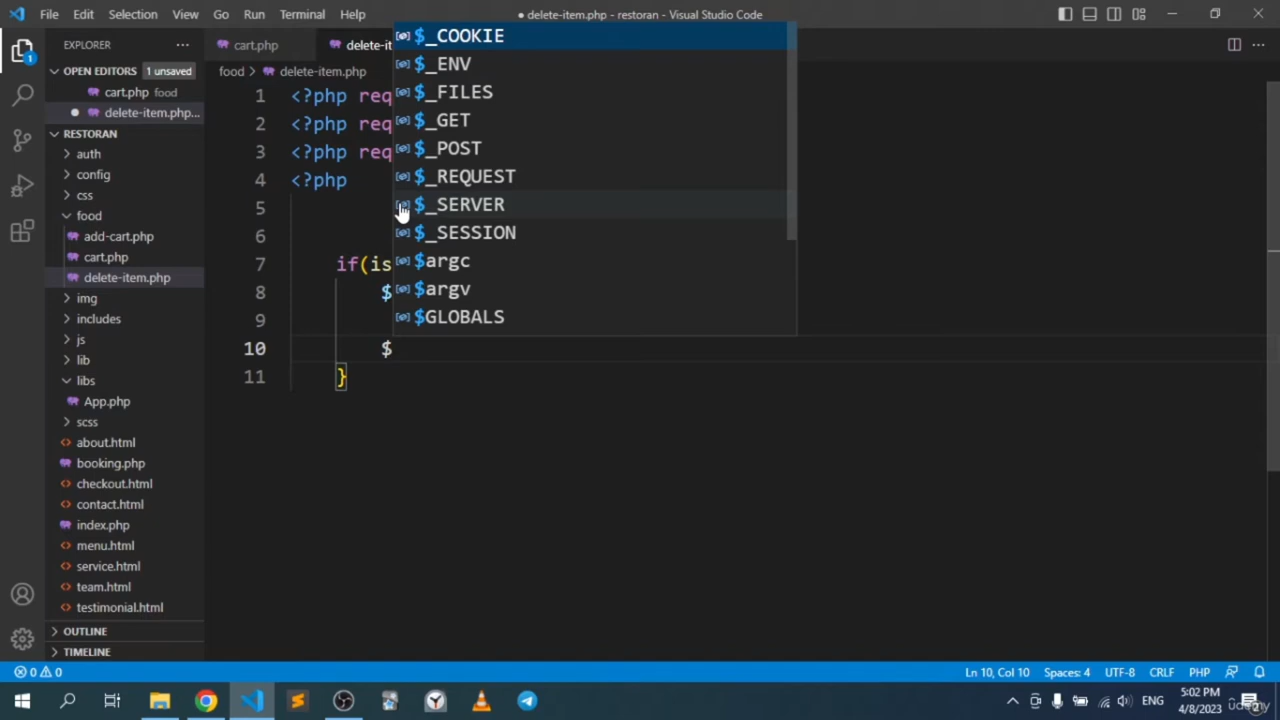 File Edit Selection View Go Run Terminal Help
● delete-item.php - restoran - Visual Studio Code
EXPLORER
OPEN EDITORS 1 unsaved
cart.php food
delete-item.php...
RESTORAN
auth
config
css
food
add-cart.php
cart.php
delete-item.php
img
includes
js
lib
libs
App.php
scss
about.html
booking.php
checkout.html
contact.html
index.php
menu.html
service.html
team.html
testimonial.html
OUTLINE
TIMELINE
cart.php delete-it
food > delete-item.php
1 <?php req
2 <?php req
3 <?php req
4 <?php
5
6
7 if(is
8 $
9
10 $
11 }
$_COOKIE
$_ENV
$_FILES
$_GET
$_POST
$_REQUEST
$_SERVER
$_SESSION
$argc
$argv
$GLOBALS
0 0 Ln 10, Col 10 Spaces: 4 UTF-8 CRLF PHP
ENG 5:02 PM
4/8/2023
1
2
udemy